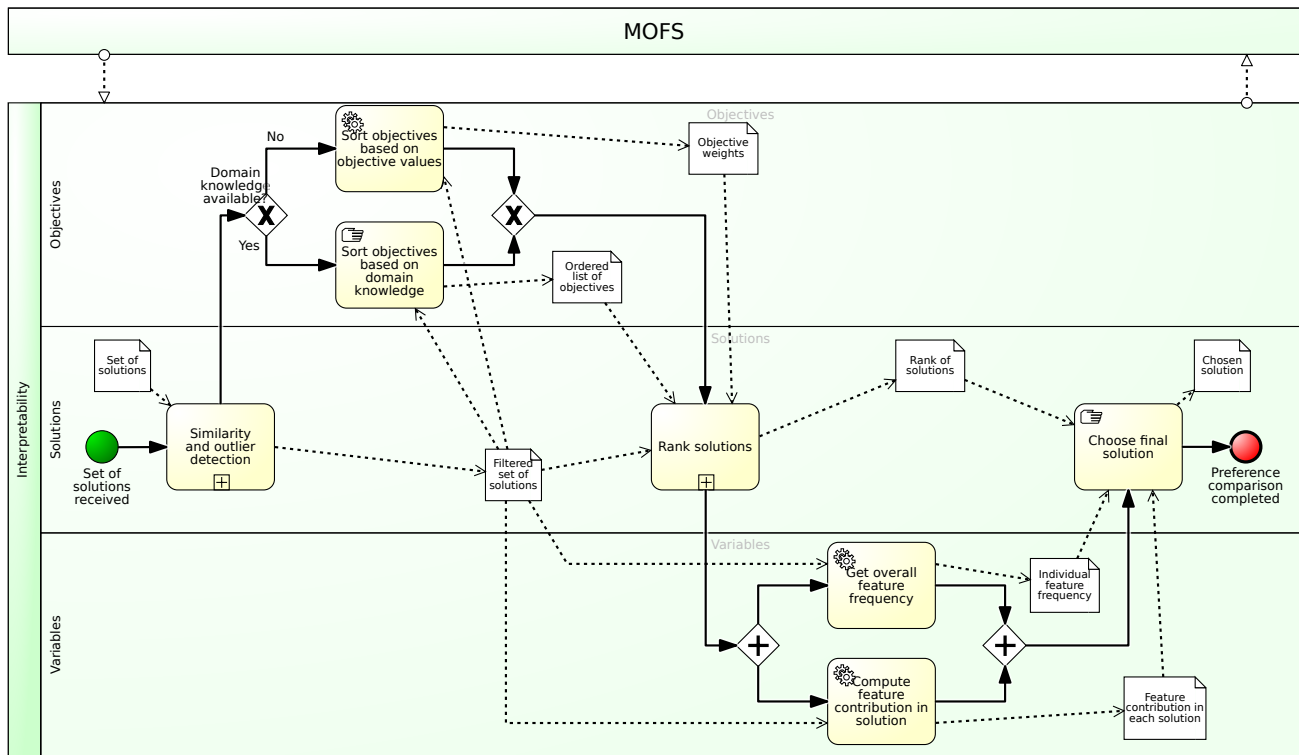 MOFS
Interpretability
Objectives
Objectives
Domain
knowledge
available?
No
Yes
Sort objectives
based on
objective values
Sort objectives
based on
domain
knowledge
Objective
weights
Ordered
list of
objectives
Solutions
Solutions
Set of
solutions
Set of
solutions
received
Similarity
and outlier
detection
Filtered
set of
solutions
Rank solutions
Rank of
solutions
Choose final
solution
Chosen
solution
Preference
comparison
completed
Variables
Variables
Get overall
feature
frequency
Individual
feature
frequency
Compute
feature
contribution in
solution
Feature
contribution in
each solution